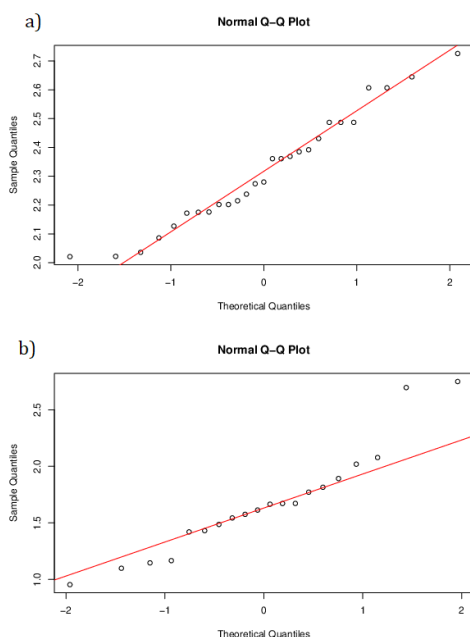 a)
Normal Q−Q Plot
2.7
2.6
2.5
2.4
2.3
2.2
2.1
2.0
Sample Quantiles
−2 −1 0 1 2
Theoretical Quantiles
b)
Normal Q−Q Plot
2.5
2.0
1.5
1.0
Sample Quantiles
−2 −1 0 1 2
Theoretical Quantiles